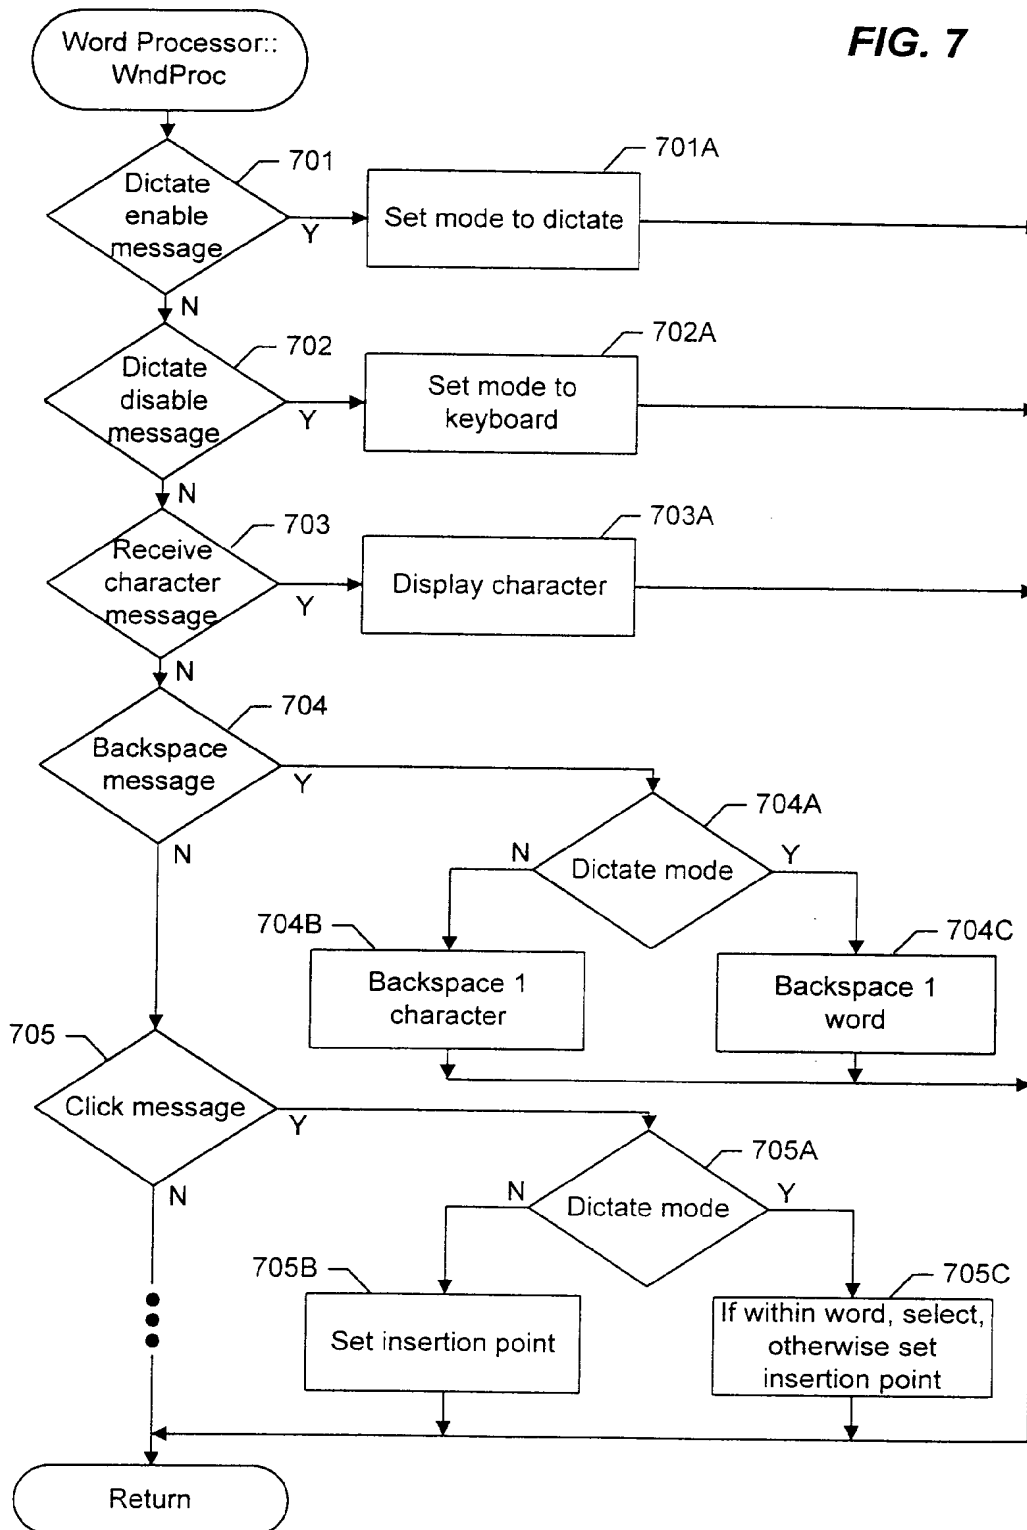 Word Processor::
WndProc
FIG. 7
701
Dictate
enable
message
Y
N
701A
Set mode to dictate
702
Dictate
disable
message
Y
N
702A
Set mode to
keyboard
703
Receive
character
message
Y
N
703A
Display character
704
Backspace
message
Y
N
704A
Dictate mode
N
Y
704B
Backspace 1
character
704C
Backspace 1
word
705
Click message
Y
N
705A
Dictate mode
N
Y
705B
Set insertion point
705C
If within word, select,
otherwise set
insertion point
Return